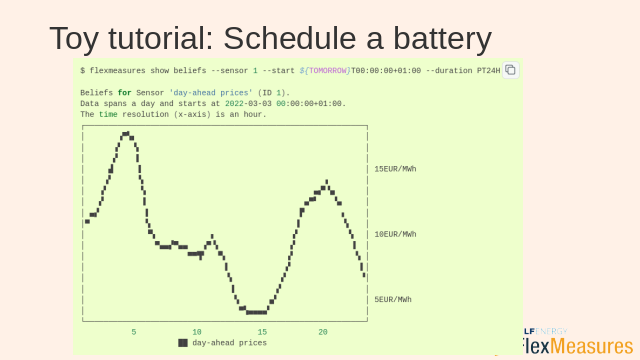 Toy tutorial: Schedule a battery
$ flexmeasures show beliefs --sensor 1 --start ${TOMORROW}T00:00:00+01:00 --duration PT24H
Beliefs for Sensor 'day-ahead prices' (ID 1).
Data spans a day and starts at 2022-03-03 00:00:00+01:00.
The time resolution (x-axis) is an hour.
15EUR/MWh
10EUR/MWh
5EUR/MWh
5 10 15 20
day-ahead prices
LFENERGY
FlexMeasures